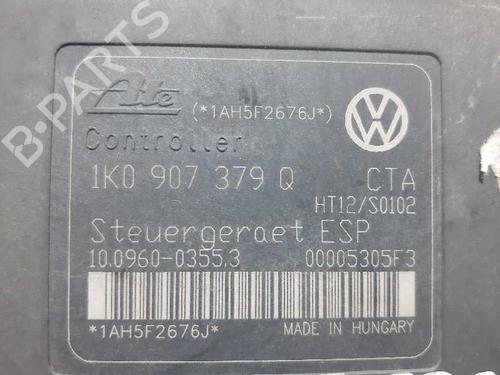 B-PARTS
Ate (*1AH5F2676J*)
Controller
1K0 907 379 Q CTA
HT12/S0102
Steuergeraet ESP
10.0960-0355.3 00005305F3
*1AH5F2676J*
MADE IN HUNGARY